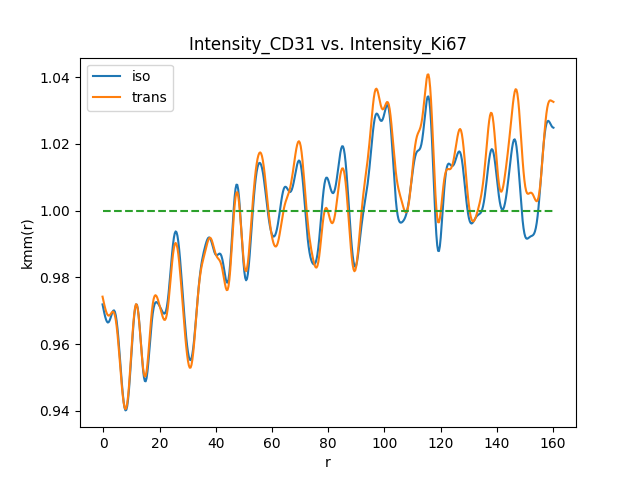 Intensity_CD31 vs. Intensity_Ki67
iso
trans
kmm(r)
1.04
1.02
1.00
0.98
0.96
0.94
0 20 40 60 80 100 120 140 160
r